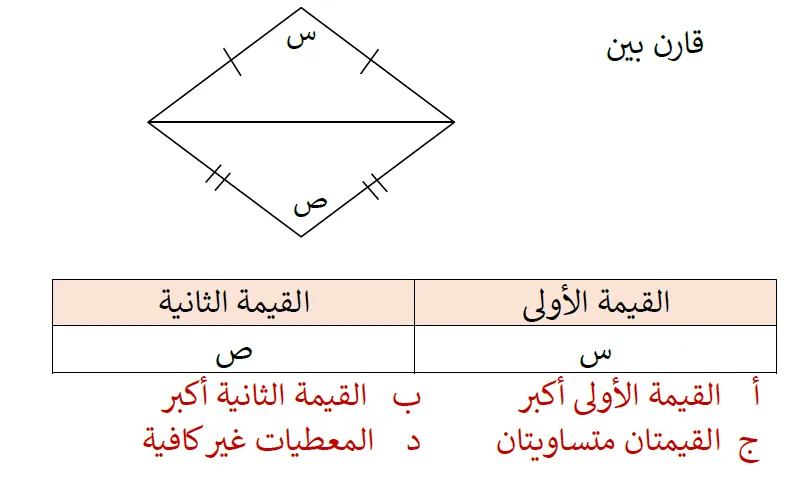 قارن بين
س
ص
القيمة الأولى القيمة الثانية
س ص
أ القيمة الأولى أكبر ب القيمة الثانية أكبر
ج القيمتان متساويتان د المعطيات غير كافية